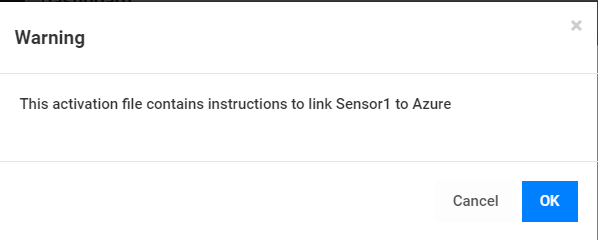 ×
Warning
This activation file contains instructions to link Sensor1 to Azure
Cancel
OK